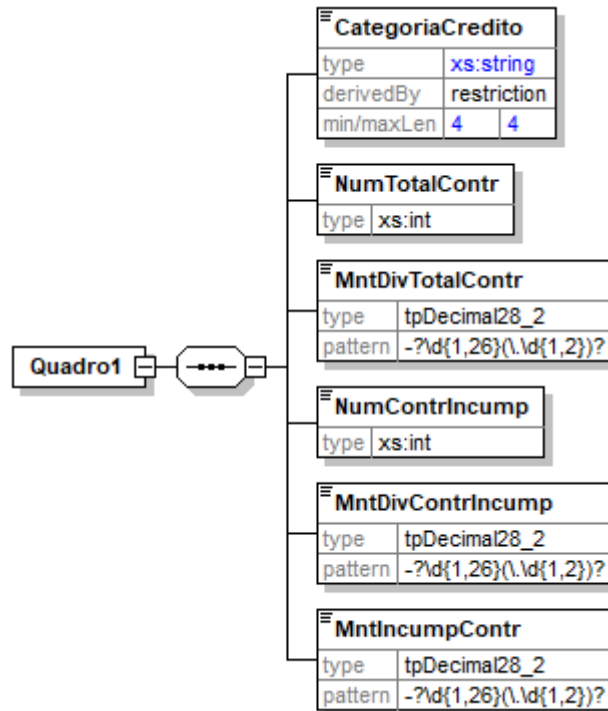 CategoriaCredito
type xs:string
derivedBy restriction
min/maxLen 4 4
NumTotalContr
type xs:int
MntDivTotalContr
type tpDecimal28_2
pattern -?\d{1,26}(\.\d{1,2})?
Quadro1
NumContrIncump
type xs:int
MntDivContrIncump
type tpDecimal28_2
pattern -?\d{1,26}(\.\d{1,2})?
MntIncumpContr
type tpDecimal28_2
pattern -?\d{1,26}(\.\d{1,2})?